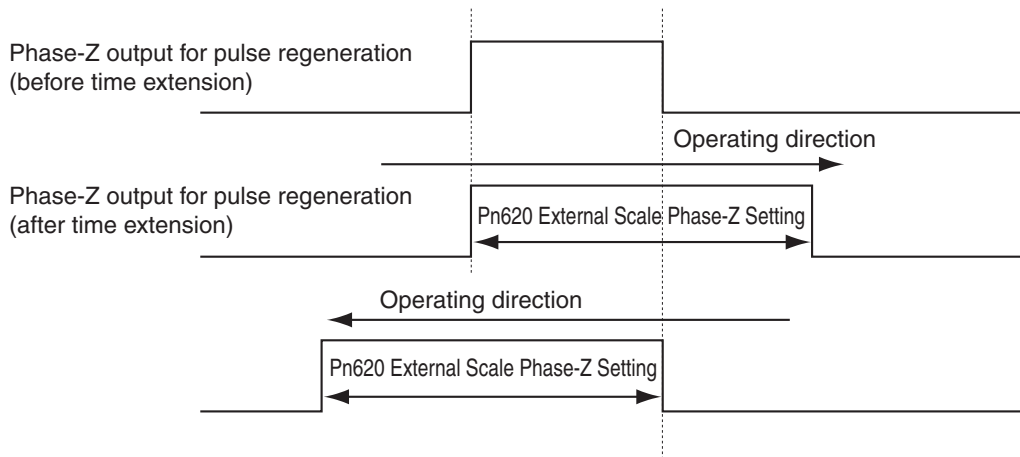 Phase-Z output for pulse regeneration
(before time extension)
Operating direction
Phase-Z output for pulse regeneration
(after time extension)
Pn620 External Scale Phase-Z Setting
Operating direction
Pn620 External Scale Phase-Z Setting